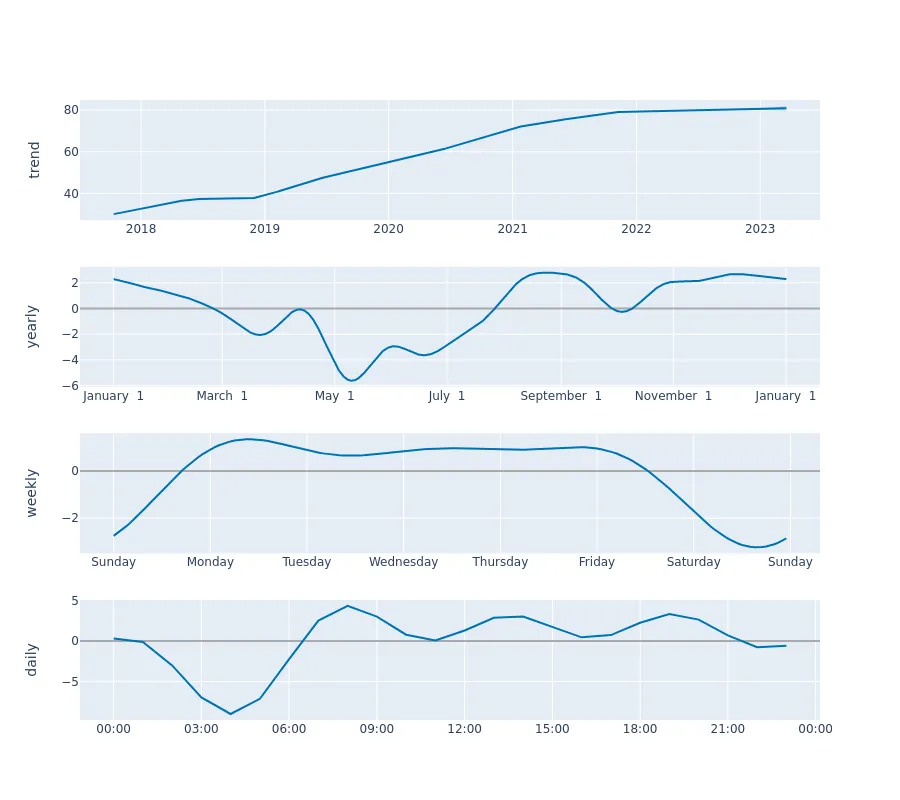 trend
80
60
40
2018 2019 2020 2021 2022 2023
yearly
2
0
−2
−4
−6
January 1 March 1 May 1 July 1 September 1 November 1 January 1
weekly
0
−2
Sunday Monday Tuesday Wednesday Thursday Friday Saturday Sunday
daily
5
0
−5
00:00 03:00 06:00 09:00 12:00 15:00 18:00 21:00 00:00